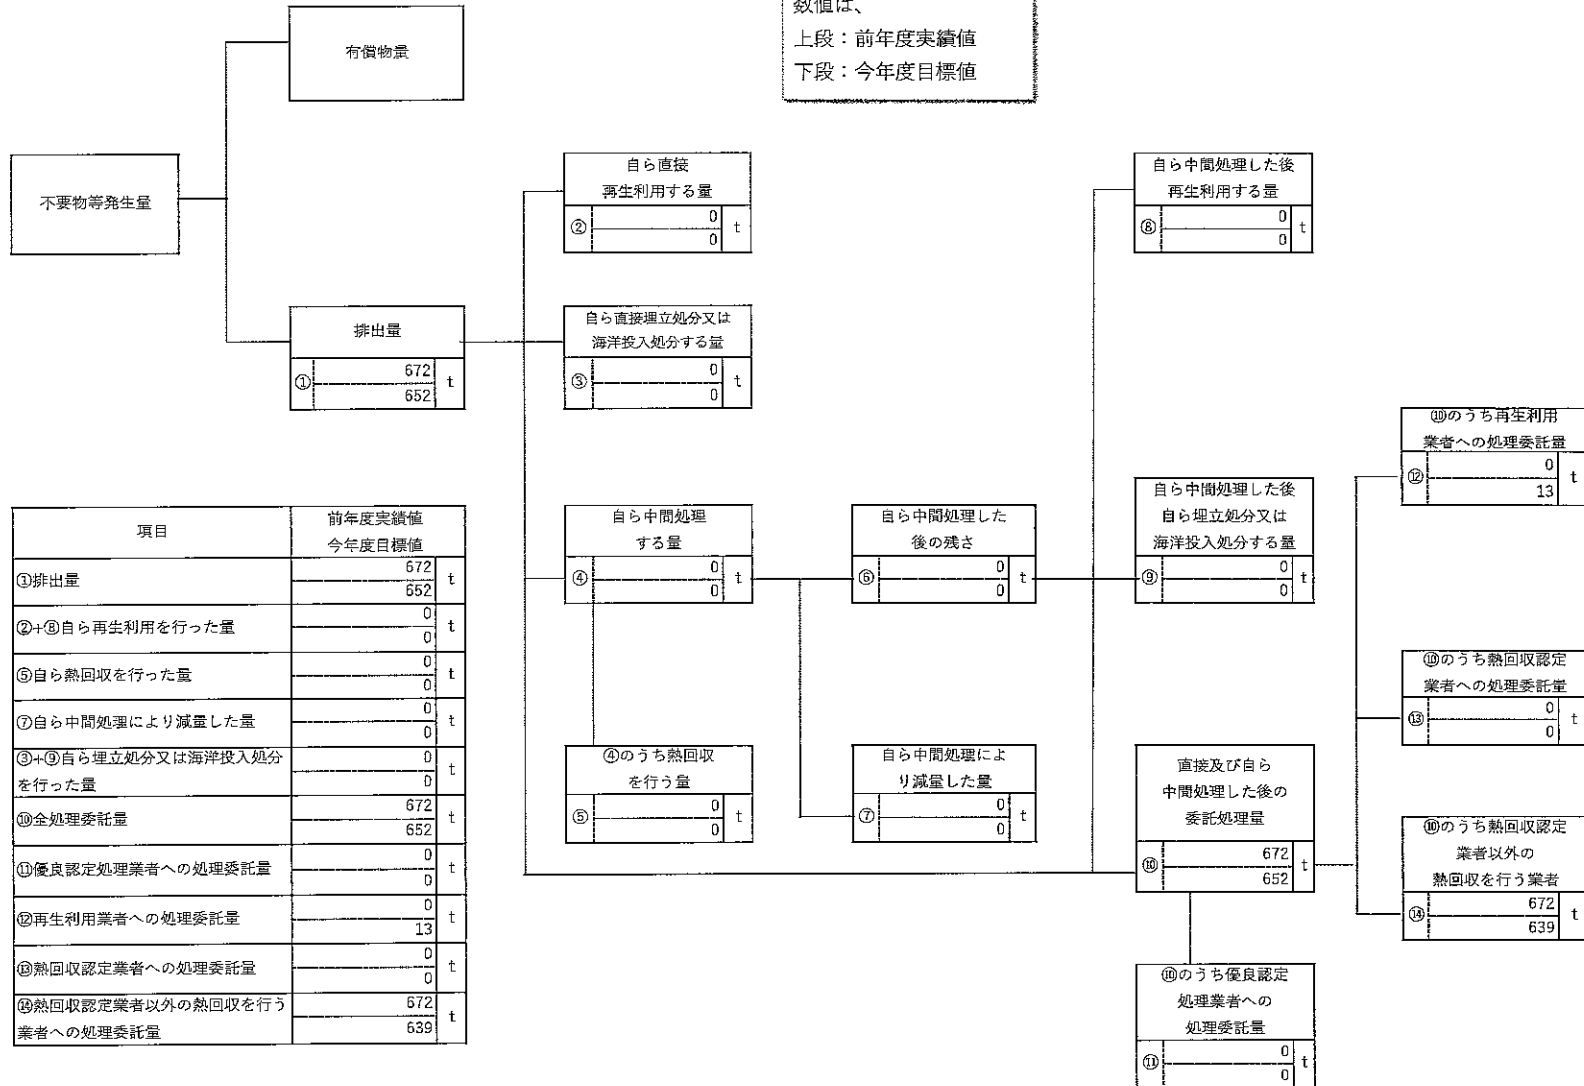 数値は、
上段：前年度実績値
下段：今年度目標値
有償物量
不要物等発生量
排出量
① 672 t
652
自ら直接
再生利用する量
② 0 t
0
自ら直接埋立処分又は
海洋投入処分する量
③ 0 t
0
自ら中間処理
する量
④ 0 t
0
④のうち熱回収
を行う量
⑤ 0 t
0
自ら中間処理した
後の残さ
⑥ 0 t
0
自ら中間処理によ
り減量した量
⑦ 0 t
0
自ら中間処理した後
再生利用する量
⑧ 0 t
0
自ら中間処理した後
自ら埋立処分又は
海洋投入処分する量
⑨ 0 t
0
直接及び自ら
中間処理した後の
委託処理量
⑩ 672 t
652
⑩のうち優良認定
処理業者への
処理委託量
⑪ 0 t
0
⑩のうち再生利用
業者への処理委託量
⑫ 0 t
13
⑩のうち熱回収認定
業者への処理委託量
⑬ 0 t
0
⑩のうち熱回収認定
業者以外の
熱回収を行う業者
⑭ 672 t
639
項目 前年度実績値
今年度目標値
①排出量 672 t
652
②+⑧自ら再生利用を行った量 0 t
0
⑤自ら熱回収を行った量 0 t
0
⑦自ら中間処理により減量した量 0 t
0
③+⑨自ら埋立処分又は海洋投入処分 0 t
を行った量 0
⑩全処理委託量 672 t
652
⑪優良認定処理業者への処理委託量 0 t
0
⑫再生利用業者への処理委託量 0 t
13
⑬熱回収認定業者への処理委託量 0 t
0
⑭熱回収認定業者以外の熱回収を行う 672 t
業者への処理委託量 639